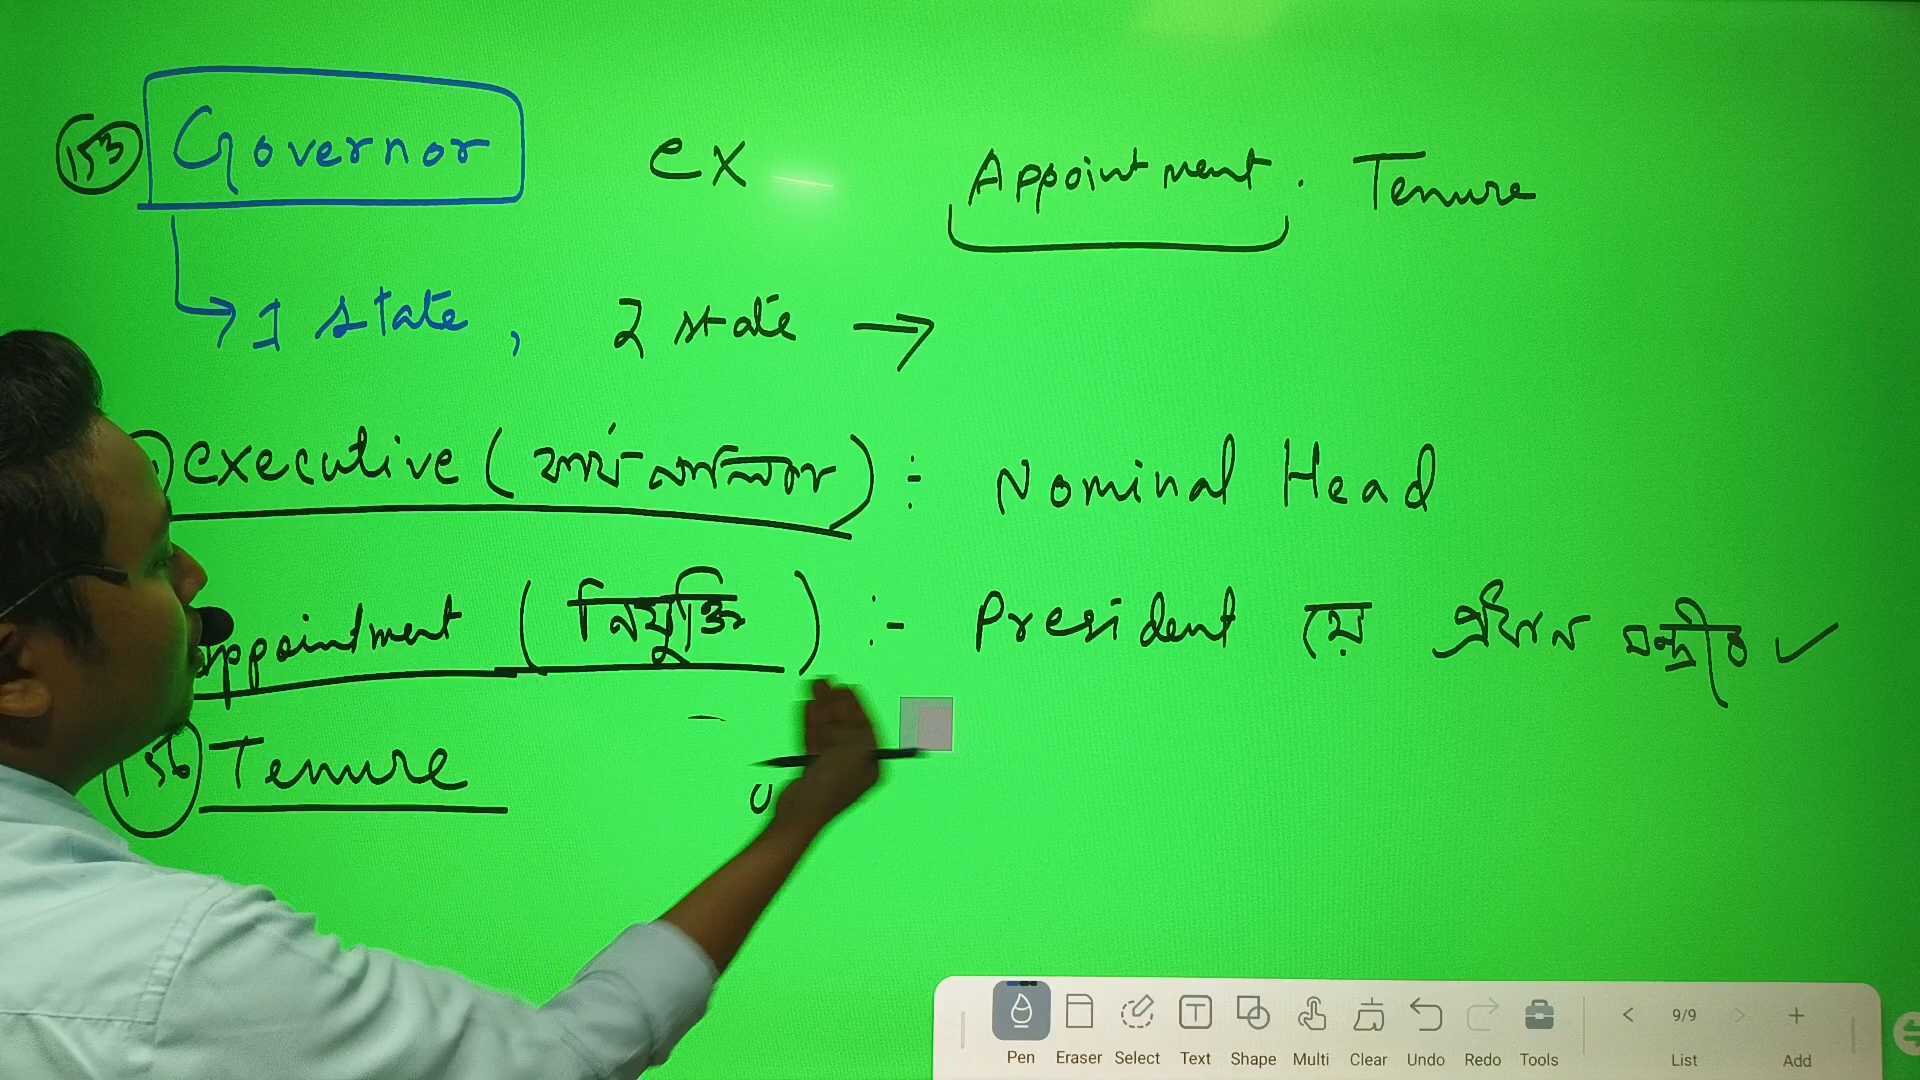 153 Governor ex Appointment. Tenure
→ 1 state, 2 state →
executive ( ) :- Nominal Head
appointment (নিযুক্তি) :- President য়ে প্ৰধান মন্ত্ৰীক ✓
156 Tenure
Pen Eraser Select Text Shape Multi Clear Undo Redo Tools < 9/9 > +
List Add